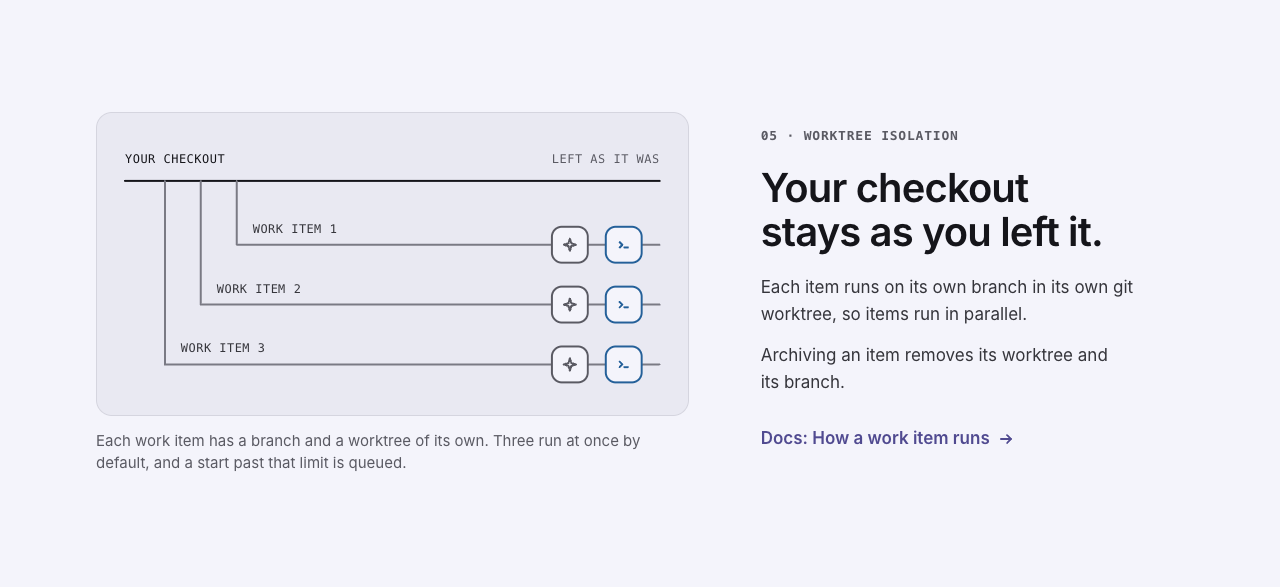 YOUR CHECKOUT
LEFT AS IT WAS
WORK ITEM 1
WORK ITEM 2
WORK ITEM 3
Each work item has a branch and a worktree of its own. Three run at once by
default, and a start past that limit is queued.
05 · WORKTREE ISOLATION
Your checkout
stays as you left it.
Each item runs on its own branch in its own git
worktree, so items run in parallel.
Archiving an item removes its worktree and
its branch.
Docs: How a work item runs →